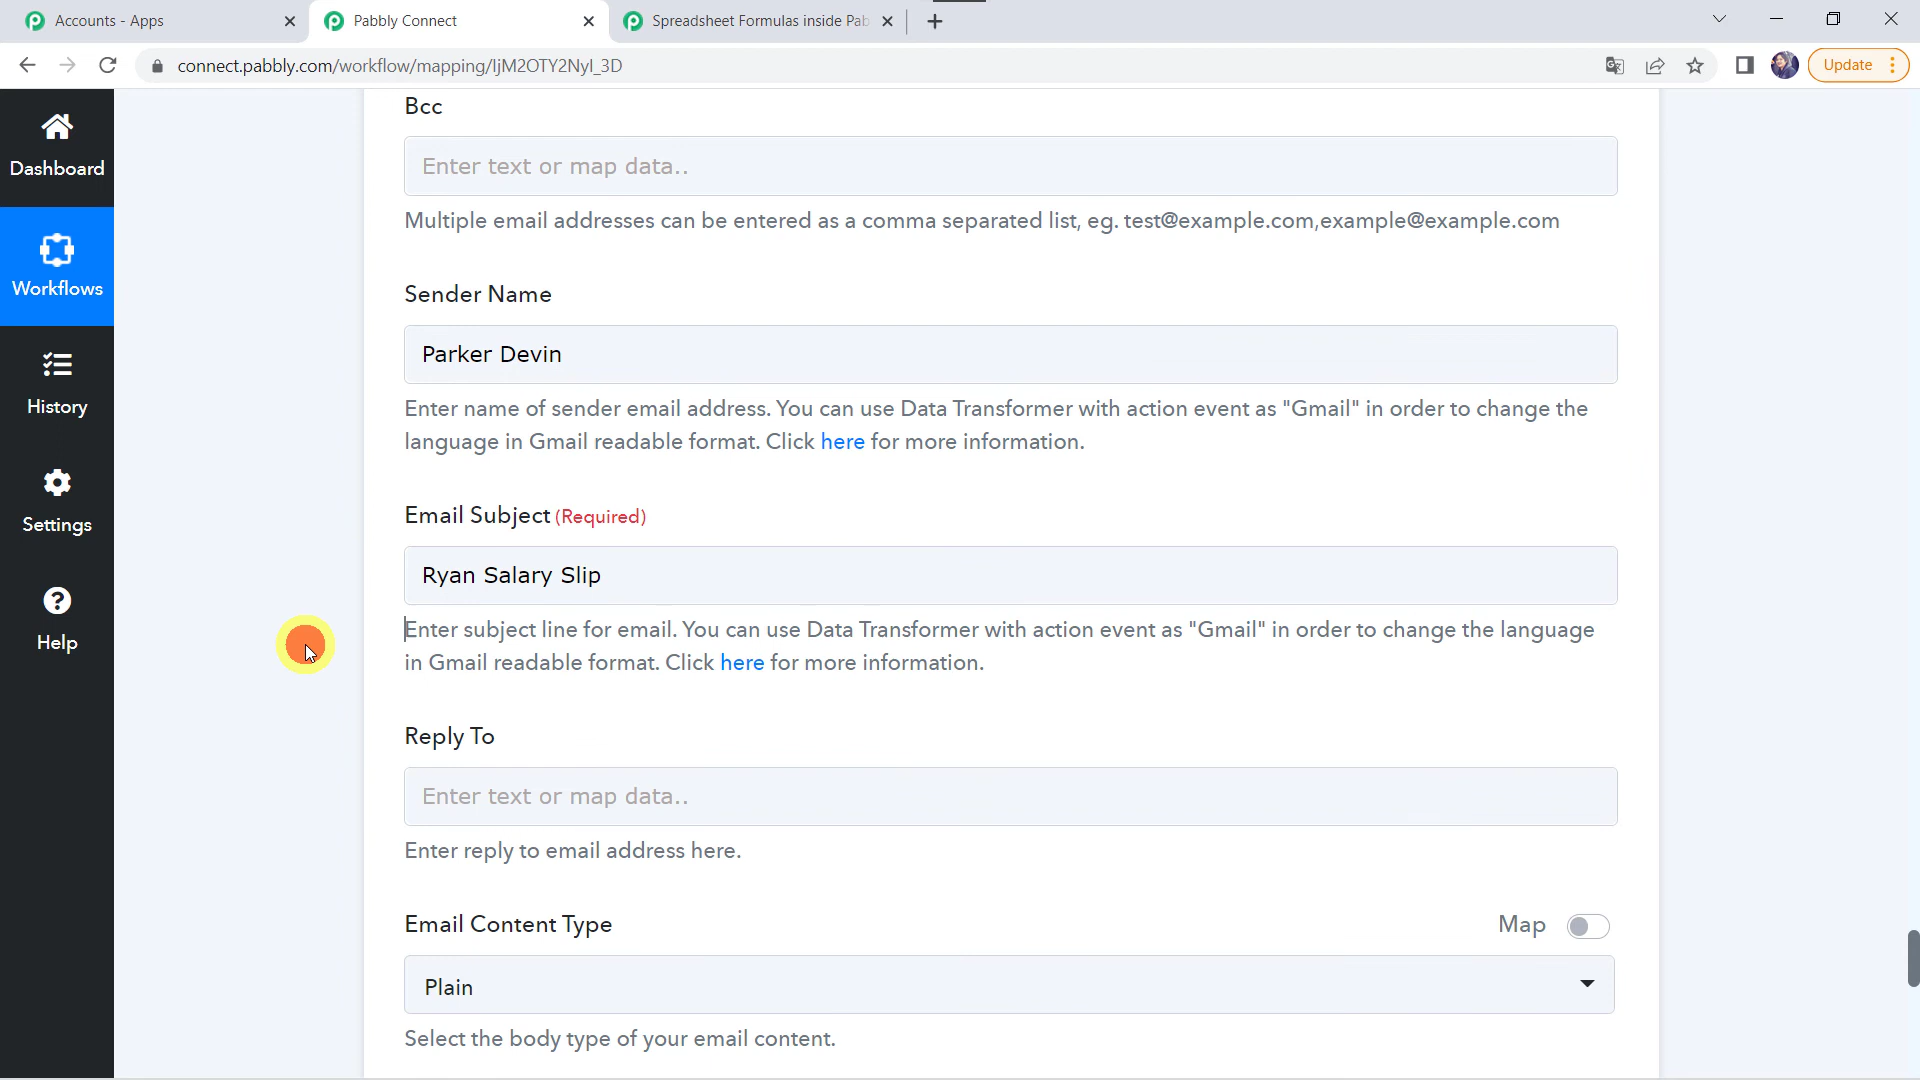 Accounts - Apps
Pabbly Connect
Spreadsheet Formulas inside Pab
connect.pabbly.com/workflow/mapping/IjM2OTY2NyI_3D
Update
Dashboard
Workflows
History
Settings
Help
Bcc
Enter text or map data..
Multiple email addresses can be entered as a comma separated list, eg. test@example.com,example@example.com
Sender Name
Parker Devin
Enter name of sender email address. You can use Data Transformer with action event as "Gmail" in order to change the
language in Gmail readable format. Click here for more information.
Email Subject (Required)
Ryan Salary Slip
Enter subject line for email. You can use Data Transformer with action event as "Gmail" in order to change the language
in Gmail readable format. Click here for more information.
Reply To
Enter text or map data..
Enter reply to email address here.
Email Content Type
Map
Plain
Select the body type of your email content.